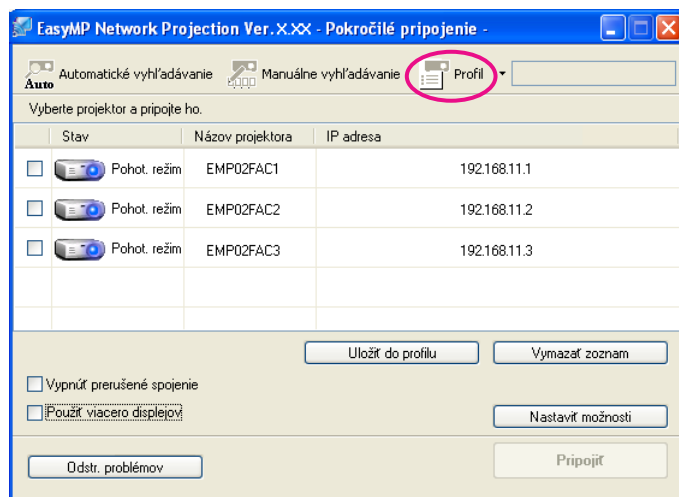 EasyMP Network Projection Ver.X.XX - Pokročilé pripojenie -
Auto Automatické vyhľadávanie Manuálne vyhľadávanie Profil
Vyberte projektor a pripojte ho.
Stav Názov projektora IP adresa
Pohot. režim EMP02FAC1 192.168.11.1
Pohot. režim EMP02FAC2 192.168.11.2
Pohot. režim EMP02FAC3 192.168.11.3
Uložiť do profilu Vymazať zoznam
Vypnúť prerušené spojenie
Použiť viacero displejov
Nastaviť možnosti
Odstr. problémov Pripojiť